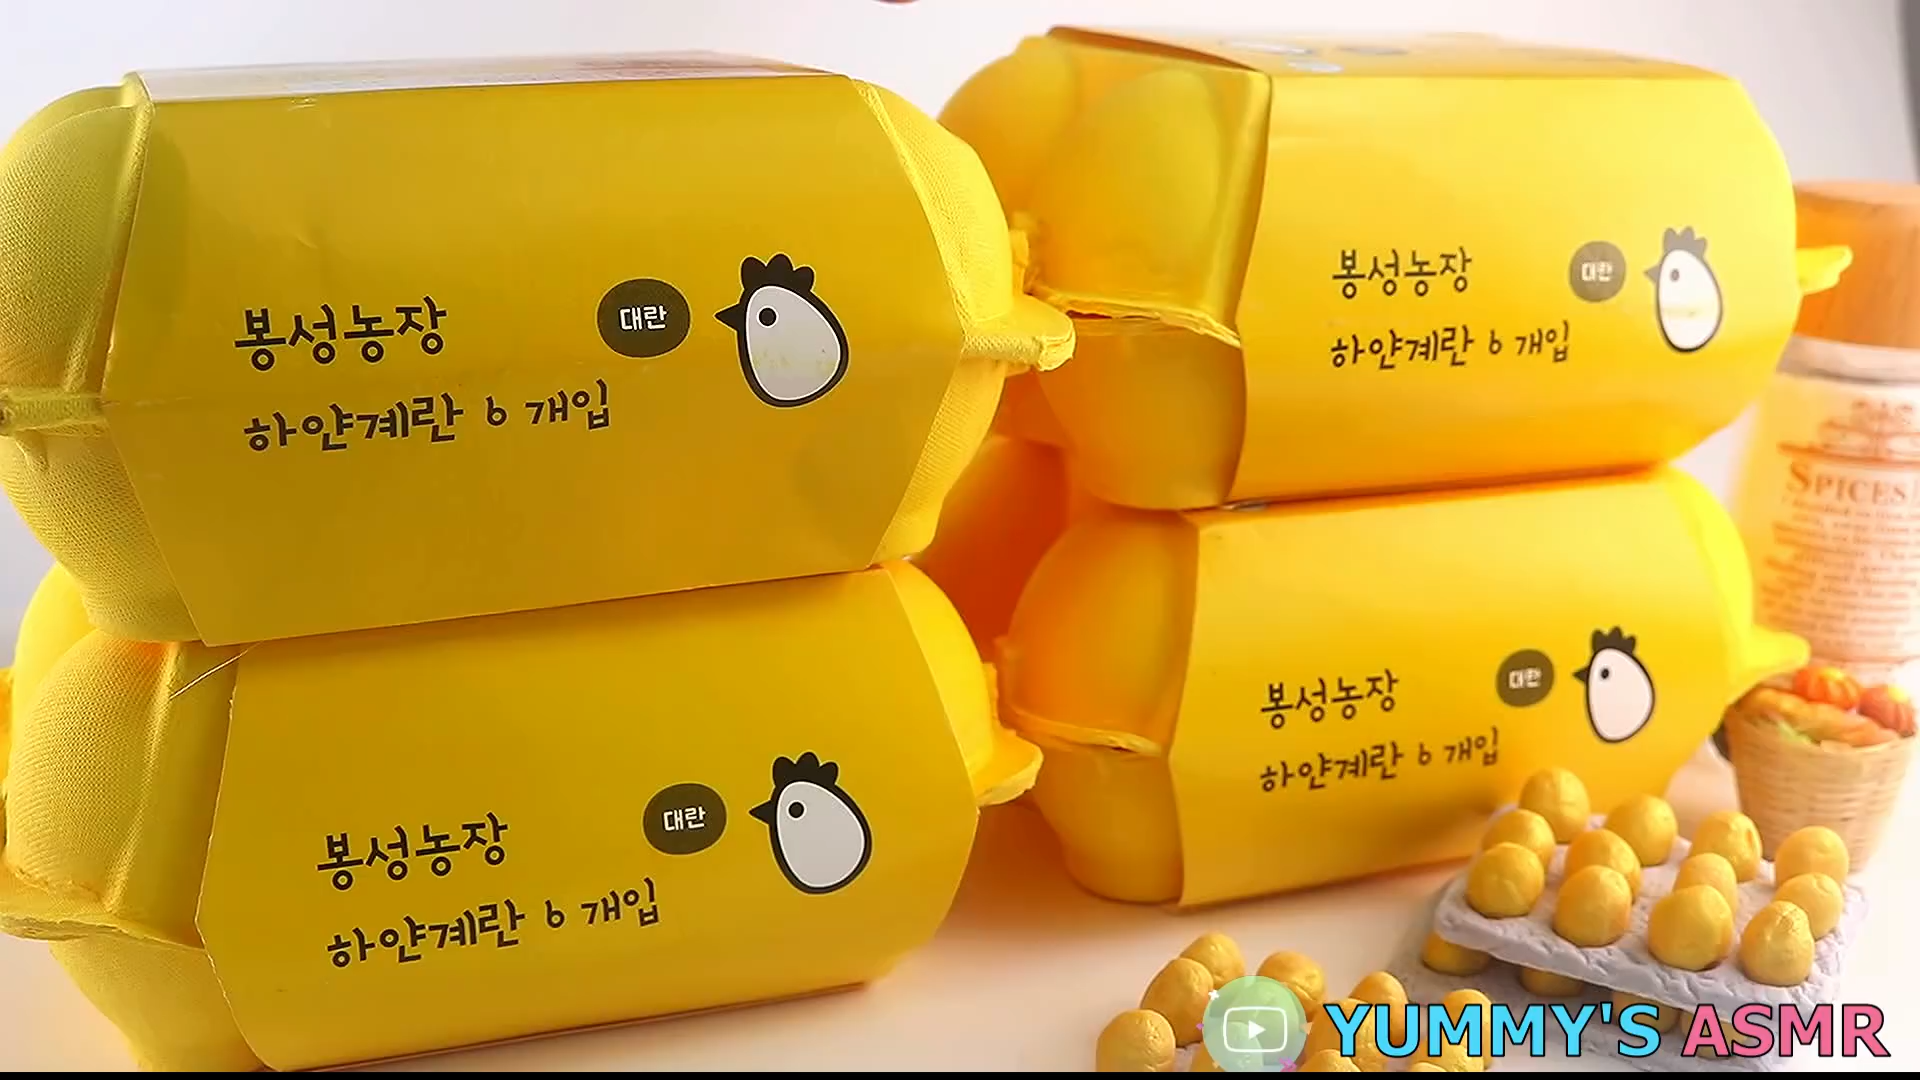 봉성농장
대란
하얀계란 6 개입
봉성농장
대란
하얀계란 6 개입
봉성농장
대란
하얀계란 6 개입
봉성농장
대란
하얀계란 6 개입
SPICES
YUMMY'S ASMR